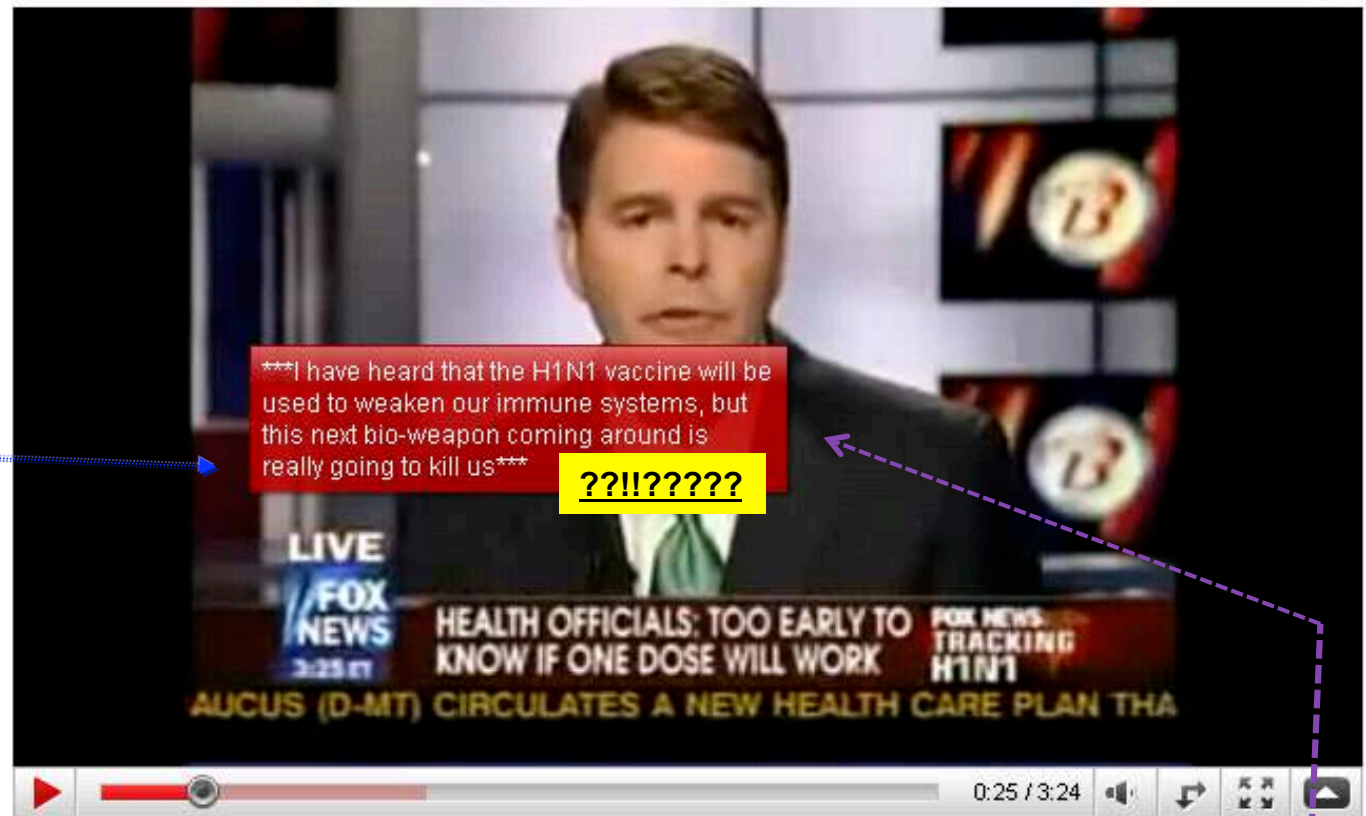 ***I have heard that the H1N1 vaccine will be
used to weaken our immune systems, but
this next bio-weapon coming around is
really going to kill us***
??!!?????
LIVE
FOX
NEWS
3:25 ET
HEALTH OFFICIALS: TOO EARLY TO
KNOW IF ONE DOSE WILL WORK
FOX NEWS
TRACKING
H1N1
AUCUS (D-MT) CIRCULATES A NEW HEALTH CARE PLAN THA
0:25 / 3:24